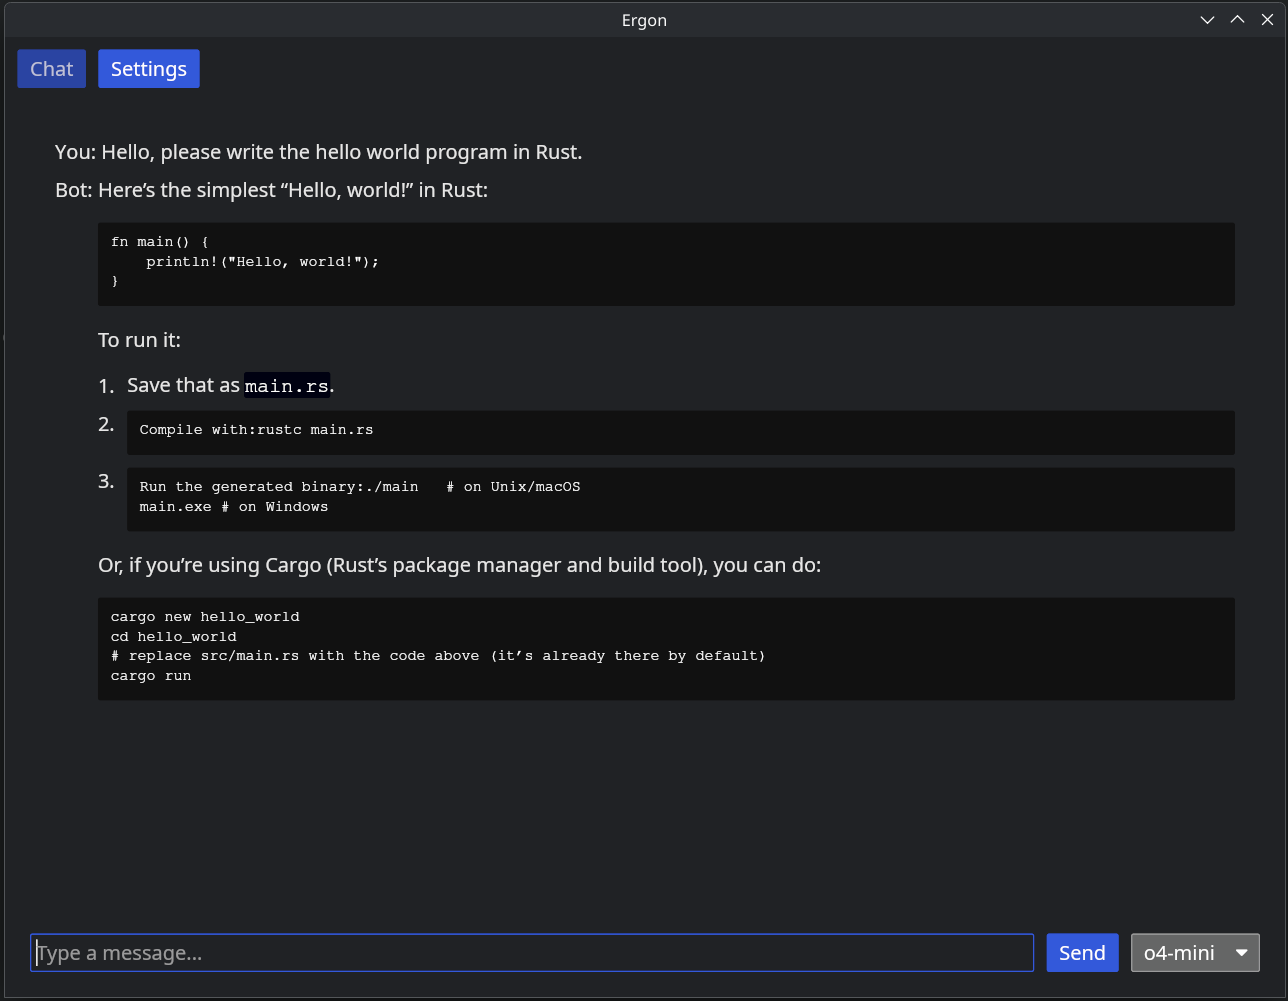 Ergon
Chat Settings
You: Hello, please write the hello world program in Rust.
Bot: Here’s the simplest “Hello, world!” in Rust:
fn main() {
    println!("Hello, world!");
}
To run it:
1. Save that as main.rs.
2. Compile with:rustc main.rs
3. Run the generated binary:./main   # on Unix/macOS
main.exe # on Windows
Or, if you’re using Cargo (Rust’s package manager and build tool), you can do:
cargo new hello_world
cd hello_world
# replace src/main.rs with the code above (it’s already there by default)
cargo run
Type a message... Send o4-mini